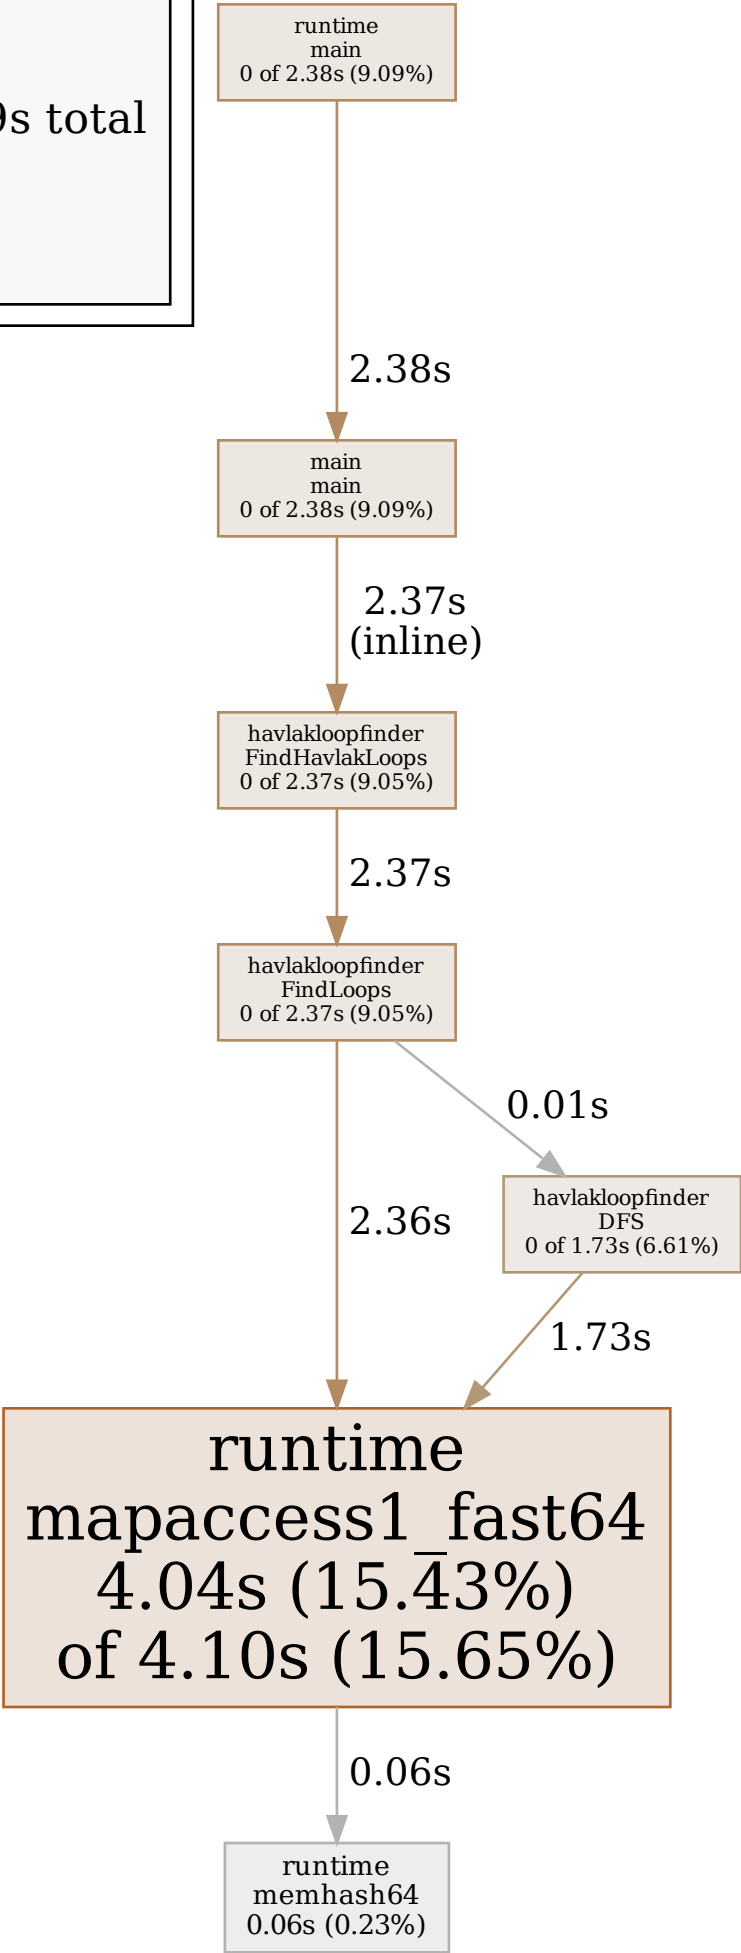 runtime
main
0 of 2.38s (9.09%)
s total
2.38s
main
main
0 of 2.38s (9.09%)
2.37s
(inline)
havlakloopfinder
FindHavlakLoops
0 of 2.37s (9.05%)
2.37s
havlakloopfinder
FindLoops
0 of 2.37s (9.05%)
0.01s
havlakloopfinder
DFS
0 of 1.73s (6.61%)
2.36s
1.73s
runtime
mapaccess1_fast64
4.04s (15.43%)
of 4.10s (15.65%)
0.06s
runtime
memhash64
0.06s (0.23%)